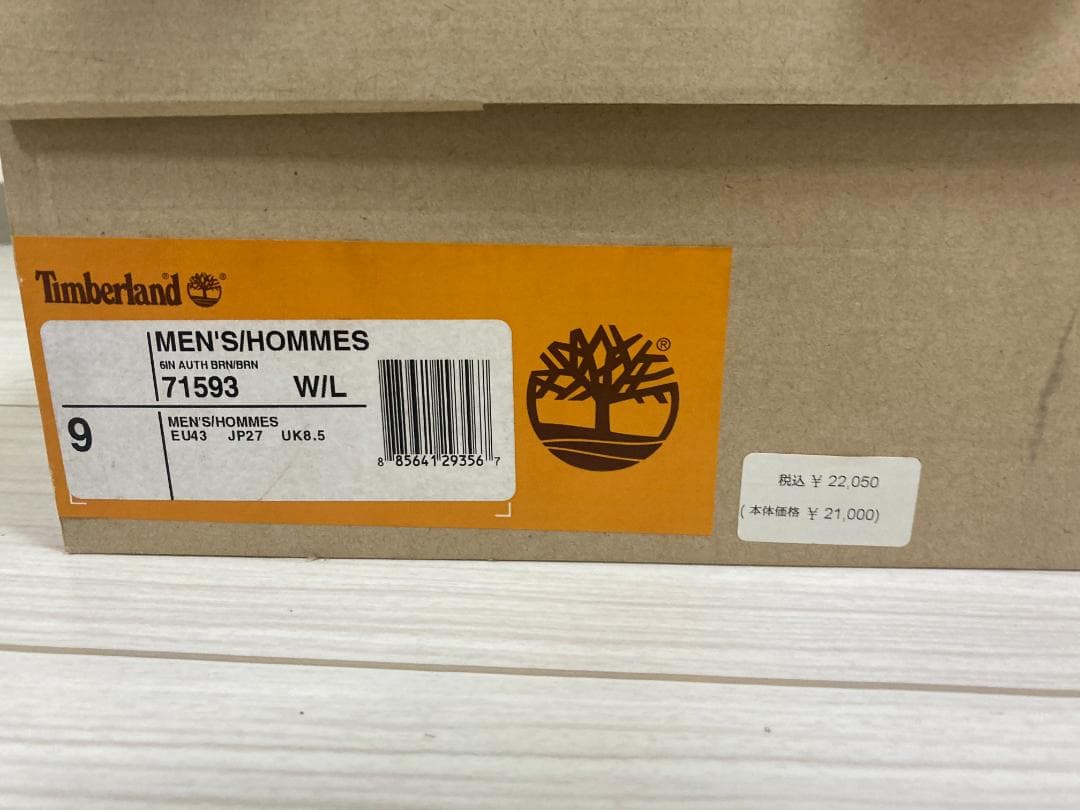 Timberland®
MEN'S/HOMMES
6IN AUTH BRN/BRN
71593 W/L
9
MEN'S/HOMMES
EU43 JP27 UK8.5
8 85641 29356 7
®
税込 ¥ 22,050
(本体価格 ¥ 21,000)